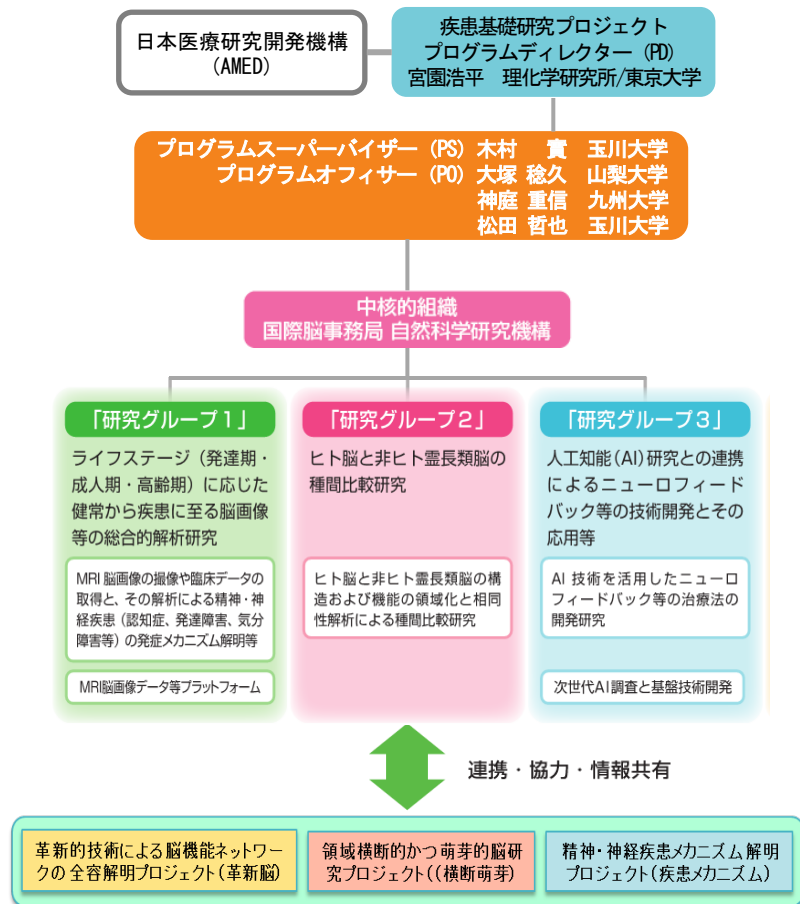 日本医療研究開発機構
(AMED)
疾患基礎研究プロジェクト
プログラムディレクター (PD)
宮園浩平　理化学研究所/東京大学
プログラムスーパーバイザー (PS) 木村　實　玉川大学
プログラムオフィサー (PO) 大塚 稔久　山梨大学
神庭 重信　九州大学
松田 哲也　玉川大学
中核的組織
国際脳事務局 自然科学研究機構
「研究グループ１」
ライフステージ（発達期・
成人期・高齢期）に応じた
健常から疾患に至る脳画像
等の総合的解析研究
MRI 脳画像の撮像や臨床データの
取得と、その解析による精神・神
経疾患（認知症、発達障害、気分
障害等）の発症メカニズム解明等
MRI脳画像データ等プラットフォーム
「研究グループ２」
ヒト脳と非ヒト霊長類脳の
種間比較研究
ヒト脳と非ヒト霊長類脳の構
造および機能の領域化と相同
性解析による種間比較研究
「研究グループ３」
人工知能(AI)研究との連携
によるニューロフィード
バック等の技術開発とその
応用等
AI 技術を活用したニューロ
フィードバック等の治療法の
開発研究
次世代AI調査と基盤技術開発
連携・協力・情報共有
革新的技術による脳機能ネットワー
クの全容解明プロジェクト(革新脳)
領域横断的かつ萌芽的脳研
究プロジェクト((横断萌芽)
精神・神経疾患メカニズム解明
プロジェクト(疾患メカニズム)